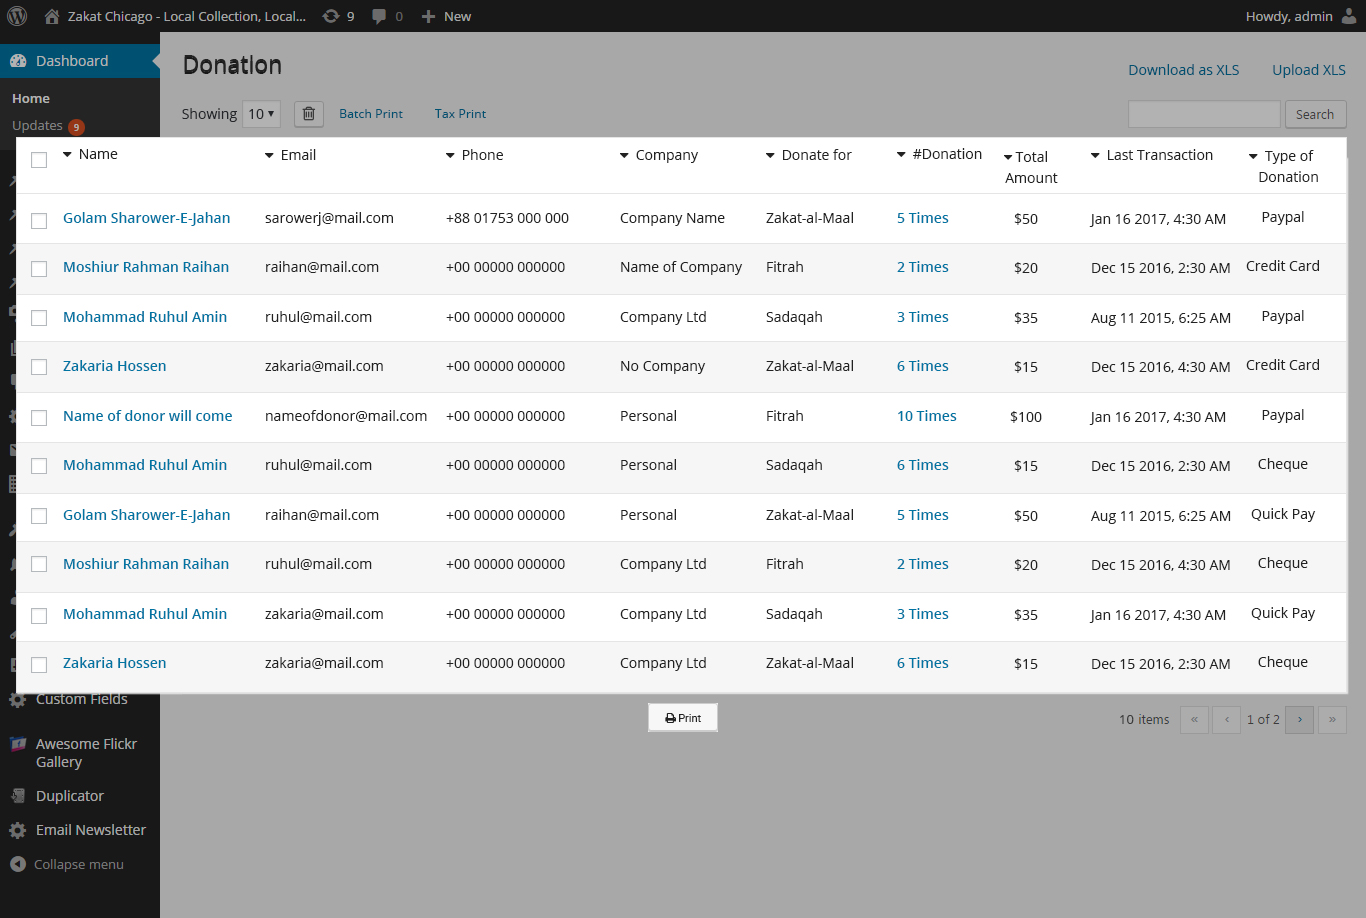 Zakat Chicago - Local Collection, Local... 9 0 New Howdy, admin
Dashboard
Home
Updates 9
Custom Fields
Awesome Flickr
Gallery
Duplicator
Email Newsletter
Collapse menu
Donation
Download as XLS Upload XLS
Showing 10 Batch Print Tax Print Search
Name Email Phone Company Donate for #Donation Total Amount Last Transaction Type of Donation
Golam Sharower-E-Jahan sarowerj@mail.com +88 01753 000 000 Company Name Zakat-al-Maal 5 Times $50 Jan 16 2017, 4:30 AM Paypal
Moshiur Rahman Raihan raihan@mail.com +00 00000 000000 Name of Company Fitrah 2 Times $20 Dec 15 2016, 2:30 AM Credit Card
Mohammad Ruhul Amin ruhul@mail.com +00 00000 000000 Company Ltd Sadaqah 3 Times $35 Aug 11 2015, 6:25 AM Paypal
Zakaria Hossen zakaria@mail.com +00 00000 000000 No Company Zakat-al-Maal 6 Times $15 Dec 15 2016, 4:30 AM Credit Card
Name of donor will come nameofdonor@mail.com +00 00000 000000 Personal Fitrah 10 Times $100 Jan 16 2017, 4:30 AM Paypal
Mohammad Ruhul Amin ruhul@mail.com +00 00000 000000 Personal Sadaqah 6 Times $15 Dec 15 2016, 2:30 AM Cheque
Golam Sharower-E-Jahan raihan@mail.com +00 00000 000000 Personal Zakat-al-Maal 5 Times $50 Aug 11 2015, 6:25 AM Quick Pay
Moshiur Rahman Raihan ruhul@mail.com +00 00000 000000 Company Ltd Fitrah 2 Times $20 Dec 15 2016, 4:30 AM Cheque
Mohammad Ruhul Amin zakaria@mail.com +00 00000 000000 Company Ltd Sadaqah 3 Times $35 Jan 16 2017, 4:30 AM Quick Pay
Zakaria Hossen zakaria@mail.com +00 00000 000000 Company Ltd Zakat-al-Maal 6 Times $15 Dec 15 2016, 2:30 AM Cheque
Print
10 items « ‹ 1 of 2 › »